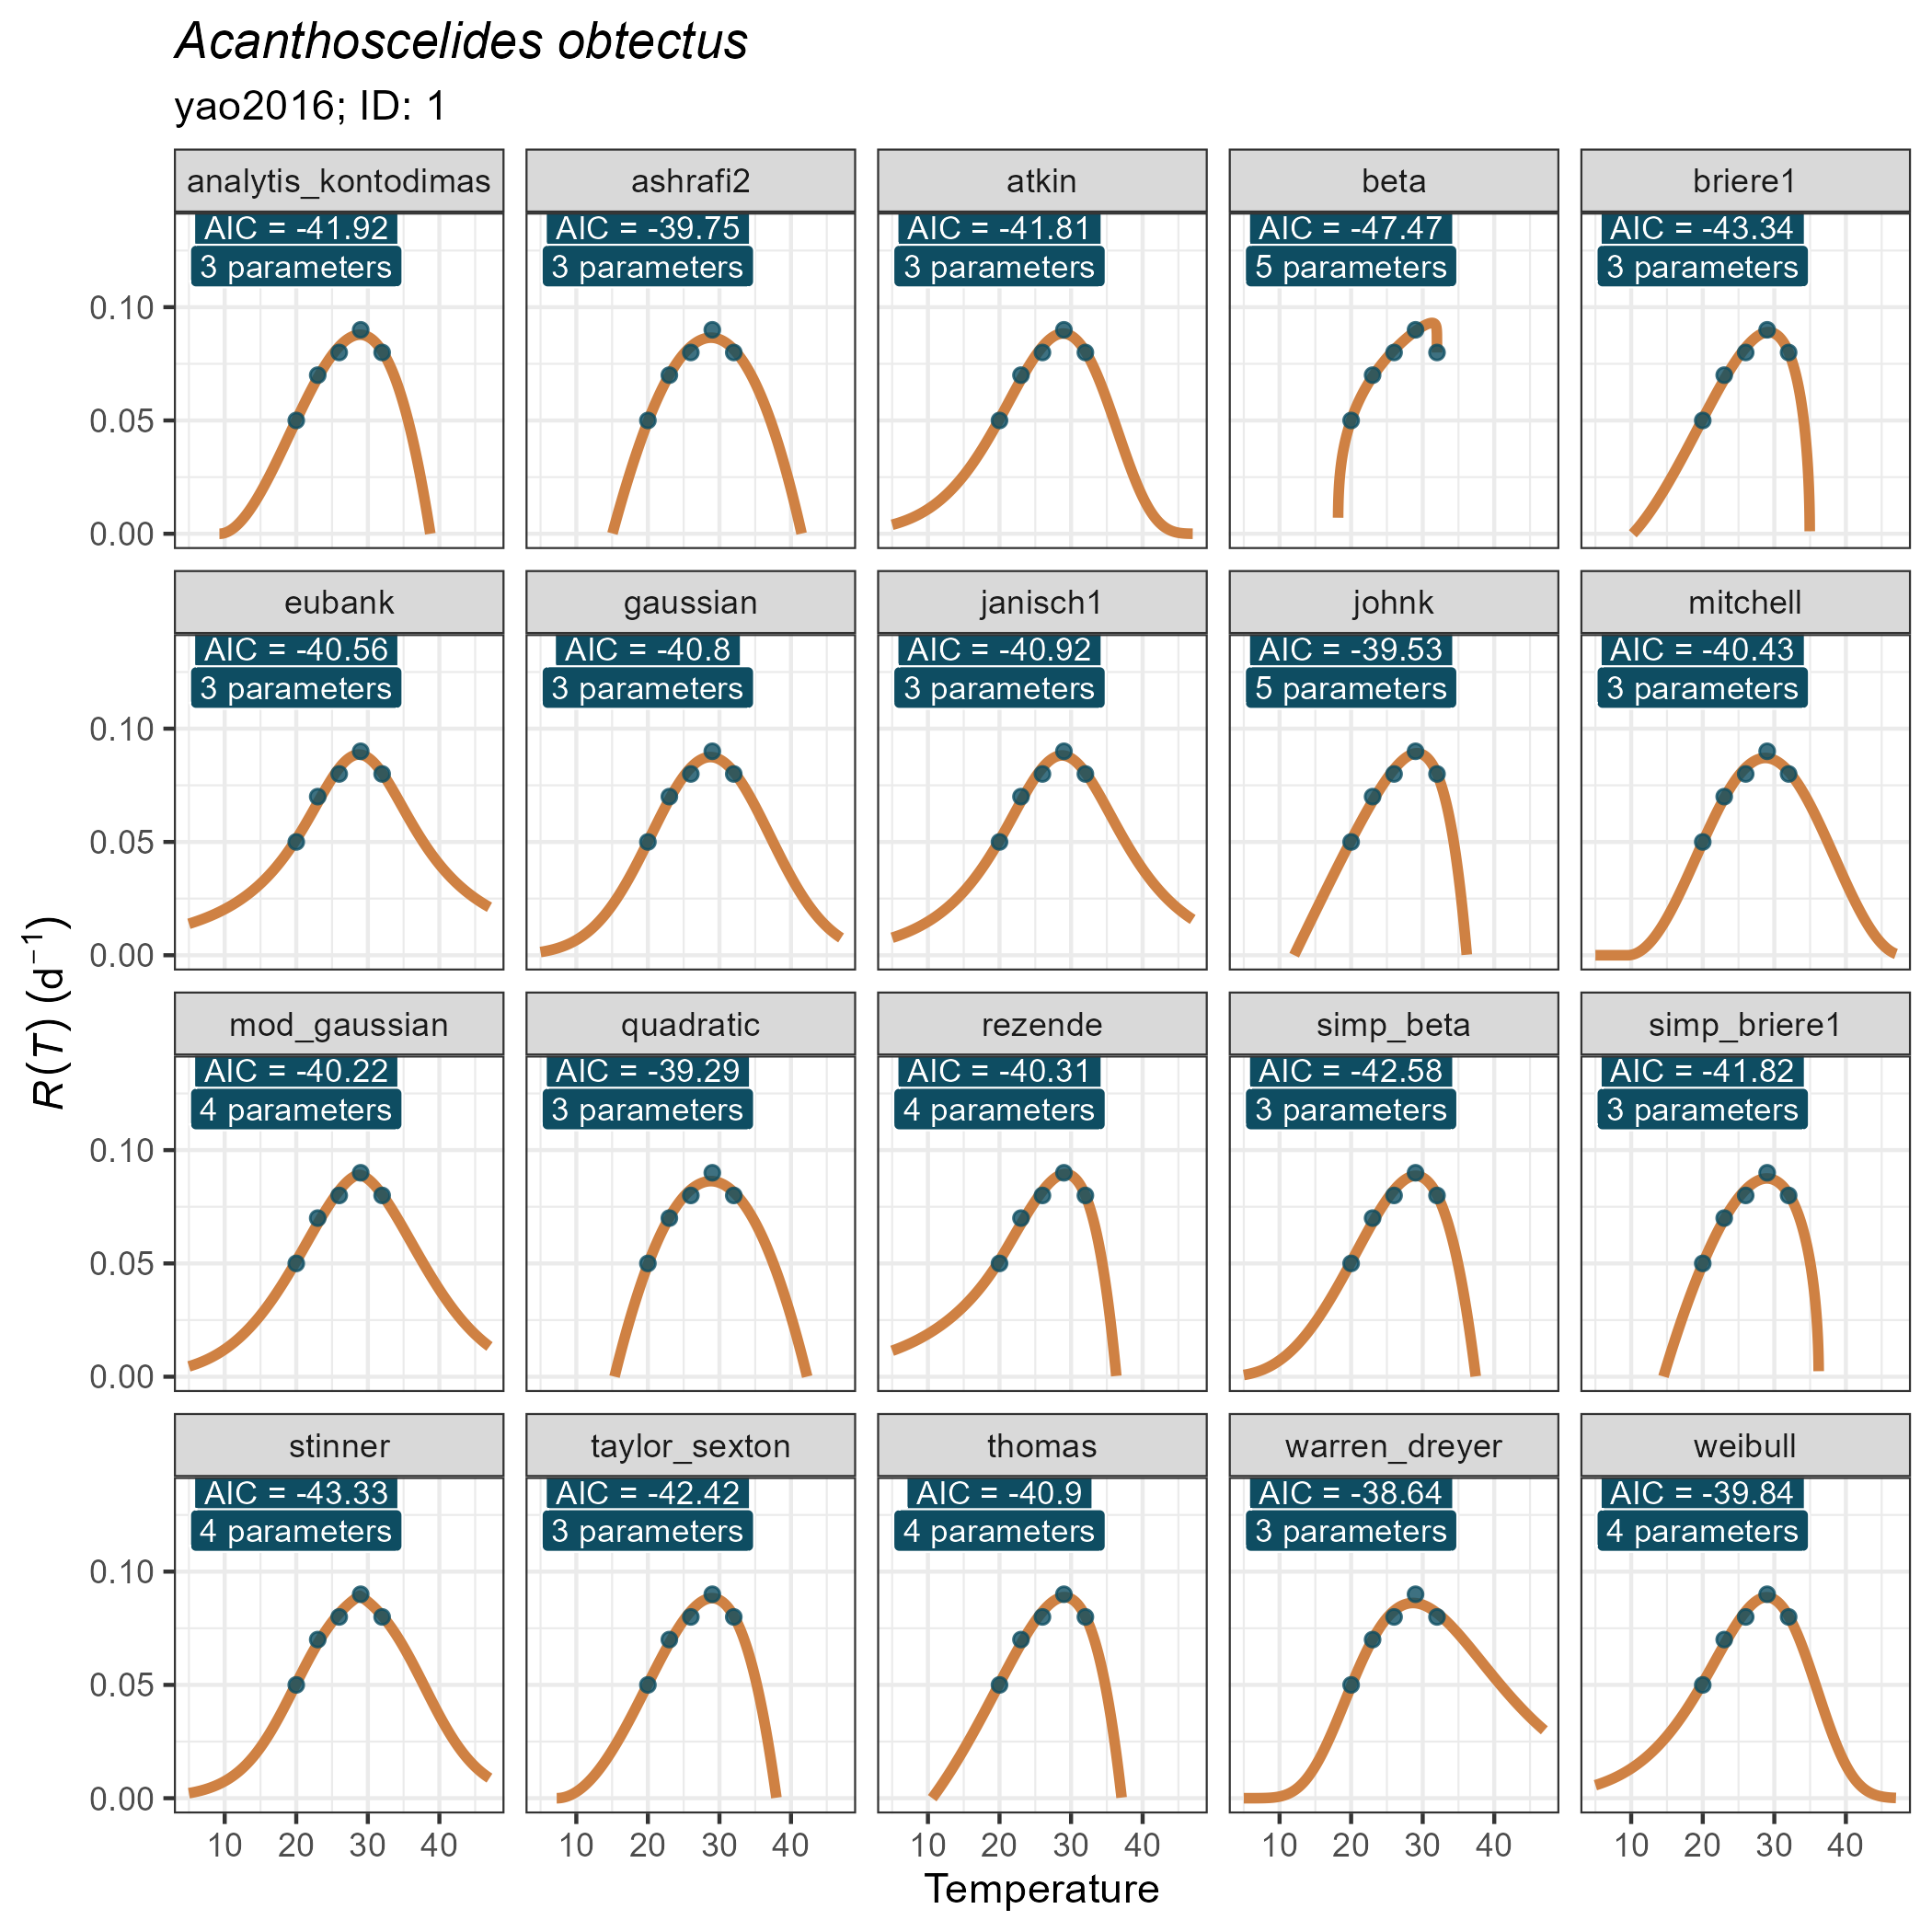 Acanthoscelides obtectus
yao2016; ID: 1
analytis_kontodimas ashrafi2 atkin beta briere1
AIC = -41.92 AIC = -39.75 AIC = -41.81 AIC = -47.47 AIC = -43.34
3 parameters 3 parameters 3 parameters 5 parameters 3 parameters
0.10
0.05
0.00
eubank gaussian janisch1 johnk mitchell
AIC = -40.56 AIC = -40.8 AIC = -40.92 AIC = -39.53 AIC = -40.43
3 parameters 3 parameters 3 parameters 5 parameters 3 parameters
0.10
0.05
0.00
mod_gaussian quadratic rezende simp_beta simp_briere1
AIC = -40.22 AIC = -39.29 AIC = -40.31 AIC = -42.58 AIC = -41.82
4 parameters 3 parameters 4 parameters 3 parameters 3 parameters
0.10
0.05
0.00
stinner taylor_sexton thomas warren_dreyer weibull
AIC = -43.33 AIC = -42.42 AIC = -40.9 AIC = -38.64 AIC = -39.84
4 parameters 3 parameters 4 parameters 3 parameters 4 parameters
0.10
0.05
0.00
10 20 30 40 10 20 30 40 10 20 30 40 10 20 30 40 10 20 30 40
Temperature
R(T) (d⁻¹)